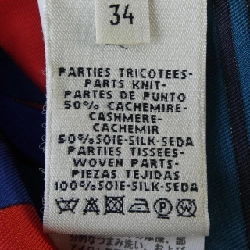 34
PARTIES TRICOTEES-
PARTS KNIT-
PARTES DE PUNTO
50% CACHEMIRE-
CASHMERE-
CACHEMIR
50%SOIE-SILK-SEDA
PARTIES TISSEES-
WOVEN PARTS-
PIEZAS TEJIDAS
100%SOIE-SILK-SEDA